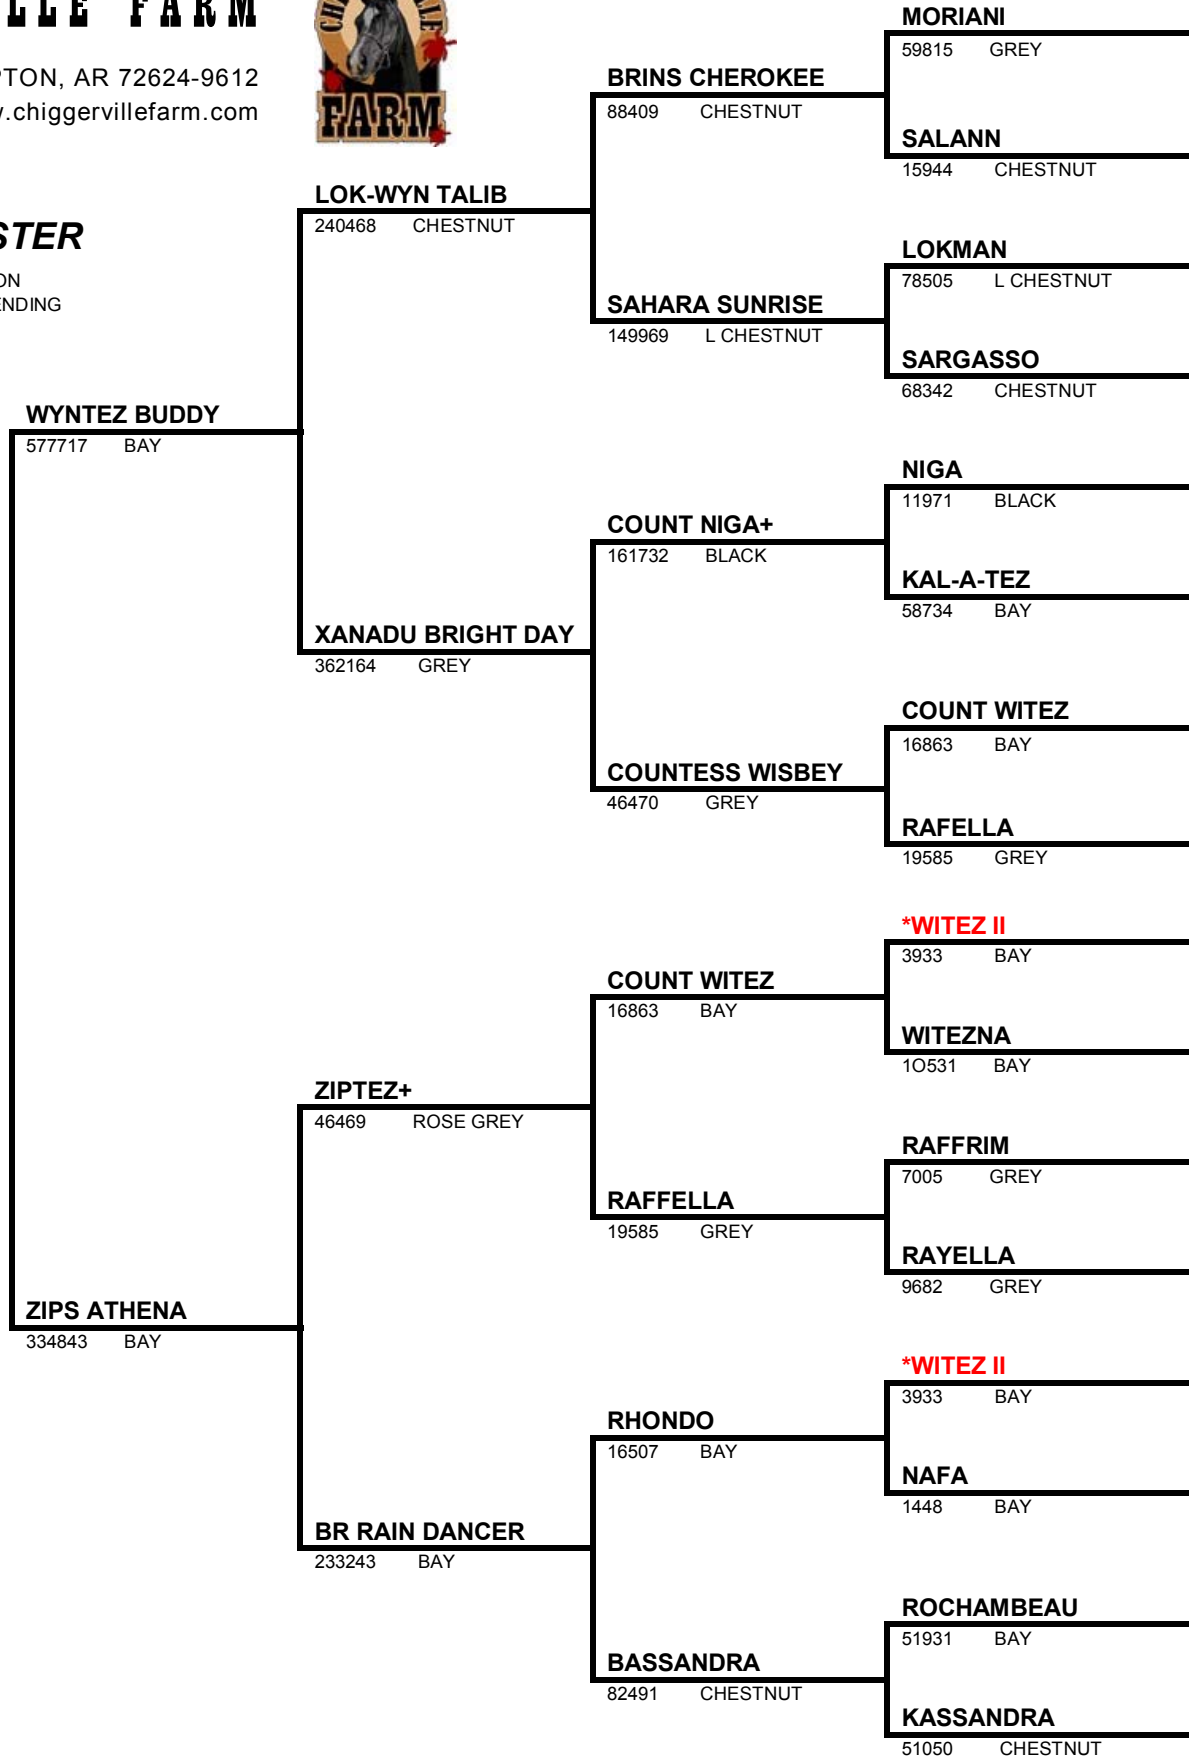 LLE FARM
PTON, AR 72624-9612
.chiggervillefarm.com
FARM
STER
ON
ENDING
WYNTEZ BUDDY
577717 BAY
ZIPS ATHENA
334843 BAY
LOK-WYN TALIB
240468 CHESTNUT
XANADU BRIGHT DAY
362164 GREY
ZIPTEZ+
46469 ROSE GREY
BR RAIN DANCER
233243 BAY
BRINS CHEROKEE
88409 CHESTNUT
SAHARA SUNRISE
149969 L CHESTNUT
COUNT NIGA+
161732 BLACK
COUNTESS WISBEY
46470 GREY
COUNT WITEZ
16863 BAY
RAFFELLA
19585 GREY
RHONDO
16507 BAY
BASSANDRA
82491 CHESTNUT
MORIANI
59815 GREY
SALANN
15944 CHESTNUT
LOKMAN
78505 L CHESTNUT
SARGASSO
68342 CHESTNUT
NIGA
11971 BLACK
KAL-A-TEZ
58734 BAY
COUNT WITEZ
16863 BAY
RAFELLA
19585 GREY
*WITEZ II
3933 BAY
WITEZNA
1O531 BAY
RAFFRIM
7005 GREY
RAYELLA
9682 GREY
*WITEZ II
3933 BAY
NAFA
1448 BAY
ROCHAMBEAU
51931 BAY
KASSANDRA
51050 CHESTNUT